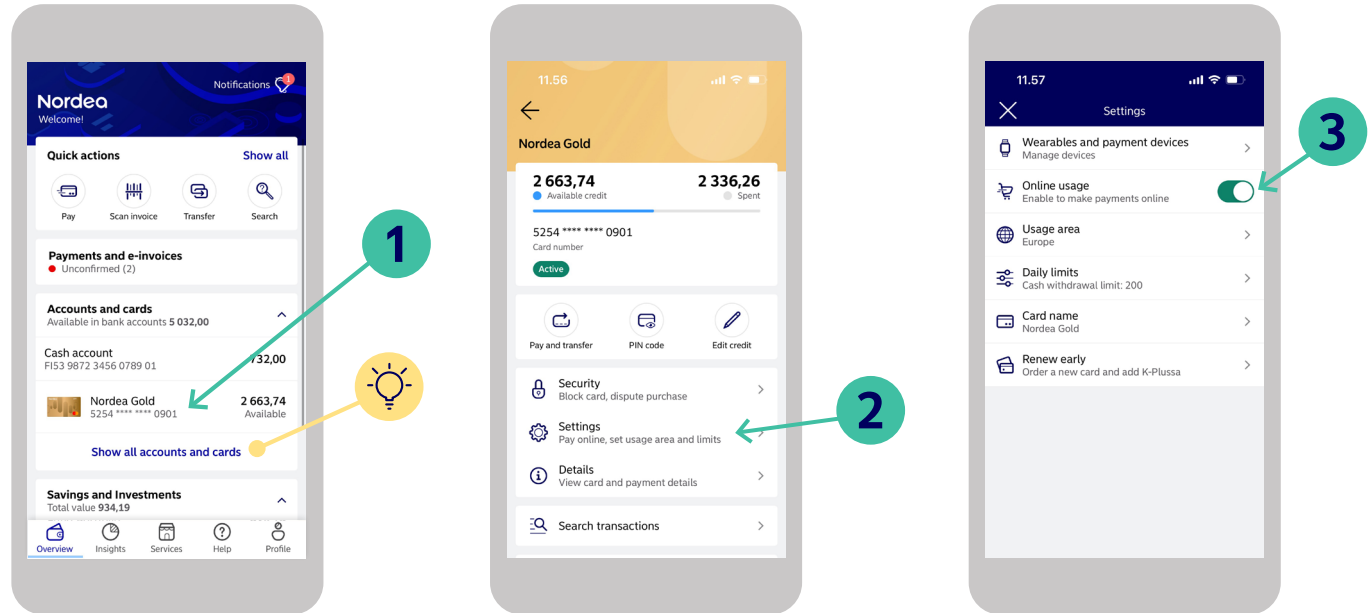 Notifications 1
Nordea
Welcome!
Quick actions Show all
Pay Scan invoice Transfer Search
Payments and e-invoices
Unconfirmed (2)
Accounts and cards
Available in bank accounts 5 032,00
Cash account
FI53 9872 3456 0789 01 732,00
Nordea Gold 2 663,74
5254 **** **** 0901 Available
Show all accounts and cards
Savings and Investments
Total value 934,19
Overview Insights Services Help Profile
1
11.56
Nordea Gold
2 663,74 2 336,26
Available credit Spent
5254 **** **** 0901
Card number
Active
Pay and transfer PIN code Edit credit
Security
Block card, dispute purchase
Settings
Pay online, set usage area and limits
Details
View card and payment details
Search transactions
2
11.57
Settings
Wearables and payment devices
Manage devices
Online usage
Enable to make payments online
Usage area
Europe
Daily limits
Cash withdrawal limit: 200
Card name
Nordea Gold
Renew early
Order a new card and add K-Plussa
3